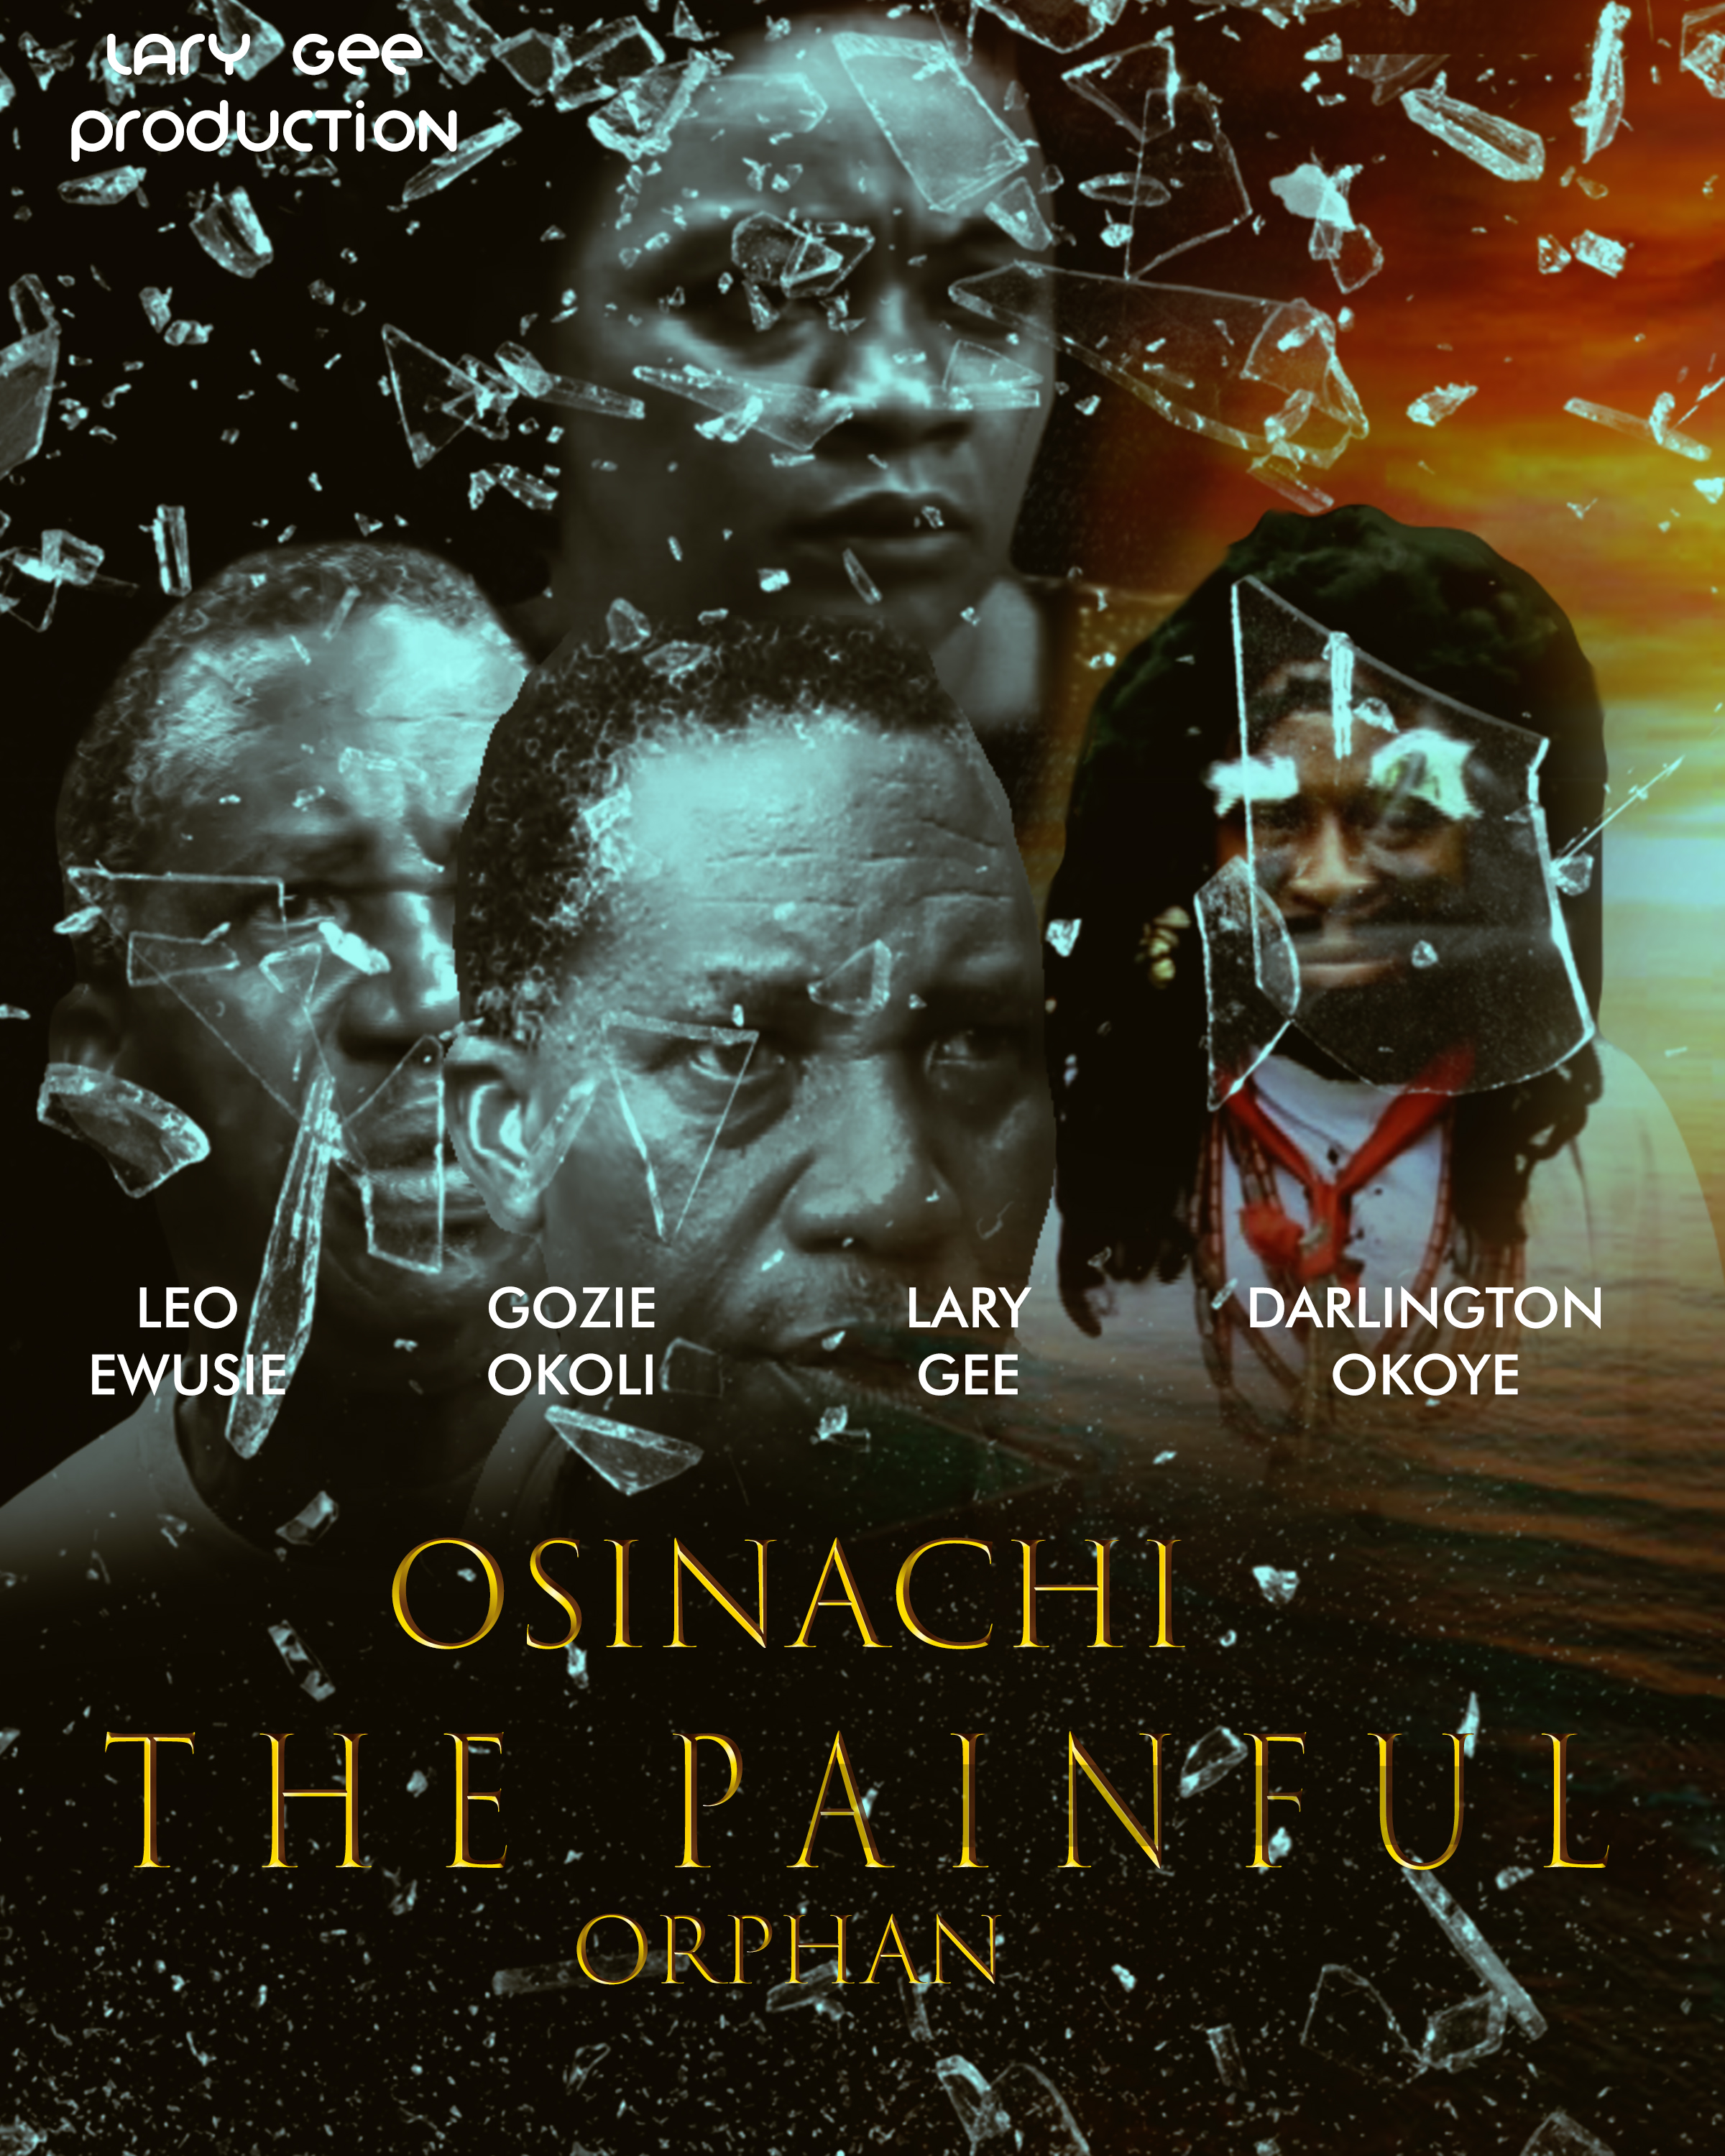 LARY GEE
PRODUCTION
LEO GOZIE LARY DARLINGTON
EWUSIE OKOLI GEE OKOYE
OSINACHI
THE PAINFUL
ORPHAN